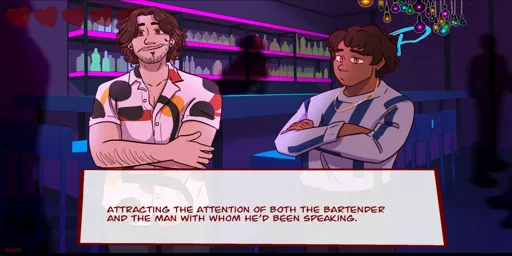 ATTRACTING THE ATTENTION OF BOTH THE BARTENDER
AND THE MAN WITH WHOM HE'D BEEN SPEAKING.